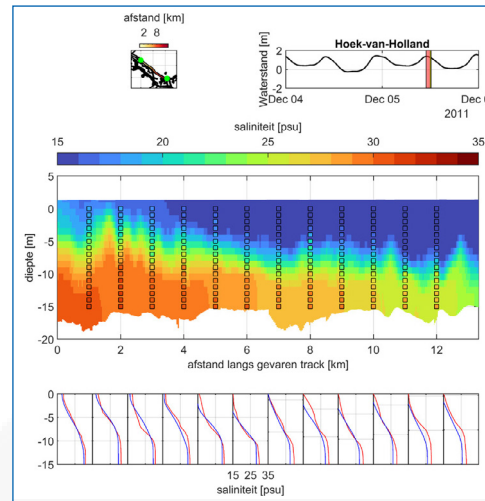 afstand [km]
2 8
Hoek-van-Holland
Waterstand [m]
2
0
-2
Dec 04 Dec 05
2011
saliniteit [psu]
15 20 25 30 35
diepte [m]
5
0
-5
-10
-15
-20
0 2 4 6 8 10 12
afstand langs gevaren track [km]
0
-5
-10
-15
15 25 35
saliniteit [psu]